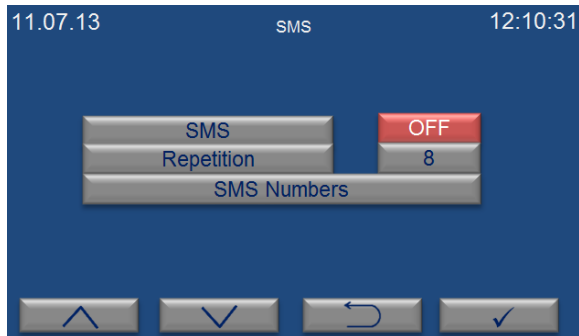 11.07.13 SMS 12:10:31
SMS OFF
Repetition 8
SMS Numbers